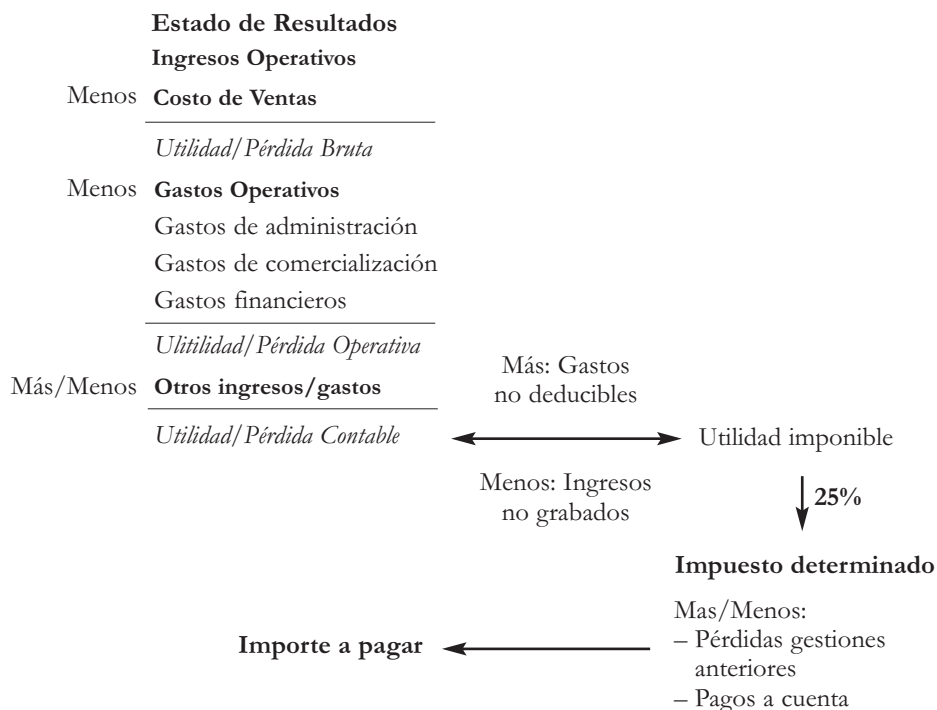 Estado de Resultados
Ingresos Operativos
Menos Costo de Ventas
Utilidad/Pérdida Bruta
Menos Gastos Operativos
Gastos de administración
Gastos de comercialización
Gastos financieros
Ulitilidad/Pérdida Operativa
Más/Menos Otros ingresos/gastos
Utilidad/Pérdida Contable
Más: Gastos
no deducibles
Menos: Ingresos
no grabados
Utilidad imponible
25%
Impuesto determinado
Mas/Menos:
– Pérdidas gestiones
anteriores
– Pagos a cuenta
Importe a pagar